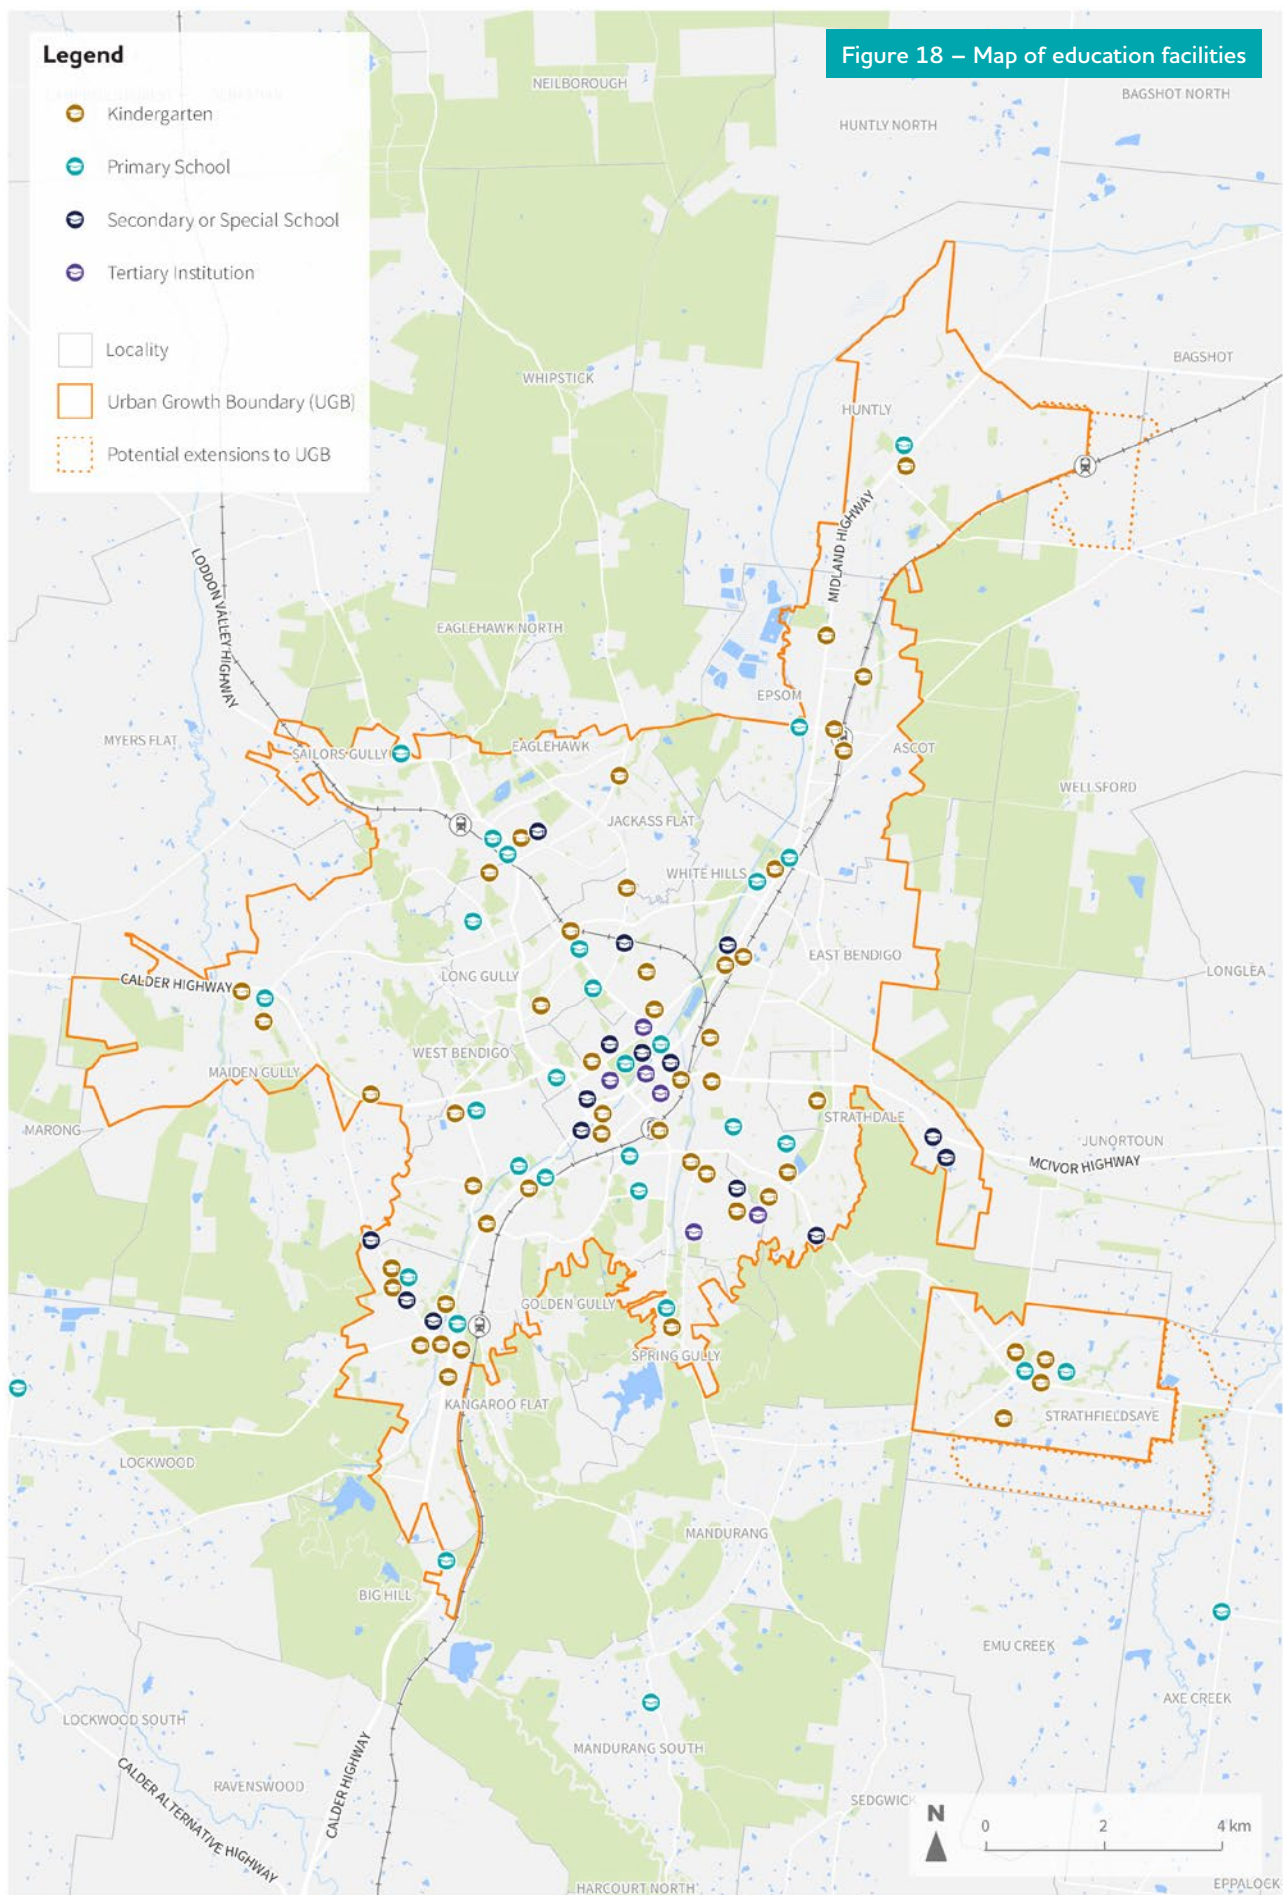 Legend
Kindergarten
Primary School
Secondary or Special School
Tertiary Institution
Locality
Urban Growth Boundary (UGB)
Potential extensions to UGB
Figure 18 – Map of education facilities
NEILBOROUGH
BAGSHOT NORTH
HUNTLY NORTH
BAGSHOT
WHIPSTICK
HUNTLY
MIDLAND HIGHWAY
LODDON VALLEY HIGHWAY
EAGLEHAWK NORTH
EPSOM
MYERS FLAT
SAILORS GULLY
EAGLEHAWK
ASCOT
WELLSFORD
JACKASS FLAT
WHITE HILLS
EAST BENDIGO
LONGLEA
CALDER HIGHWAY
LONG GULLY
WEST BENDIGO
MAIDEN GULLY
MARONG
STRATHDALE
JUNORTOUN
MCIVOR HIGHWAY
GOLDEN GULLY
SPRING GULLY
KANGAROO FLAT
STRATHFIELDSAYE
LOCKWOOD
MANDURANG
BIG HILL
EMU CREEK
AXE CREEK
LOCKWOOD SOUTH
MANDURANG SOUTH
RAVENSWOOD
CALDER HIGHWAY
CALDER ALTERNATIVE HIGHWAY
SEDGWICK
N
0 2 4 km
HARCOURT NORTH
EPPALOCK